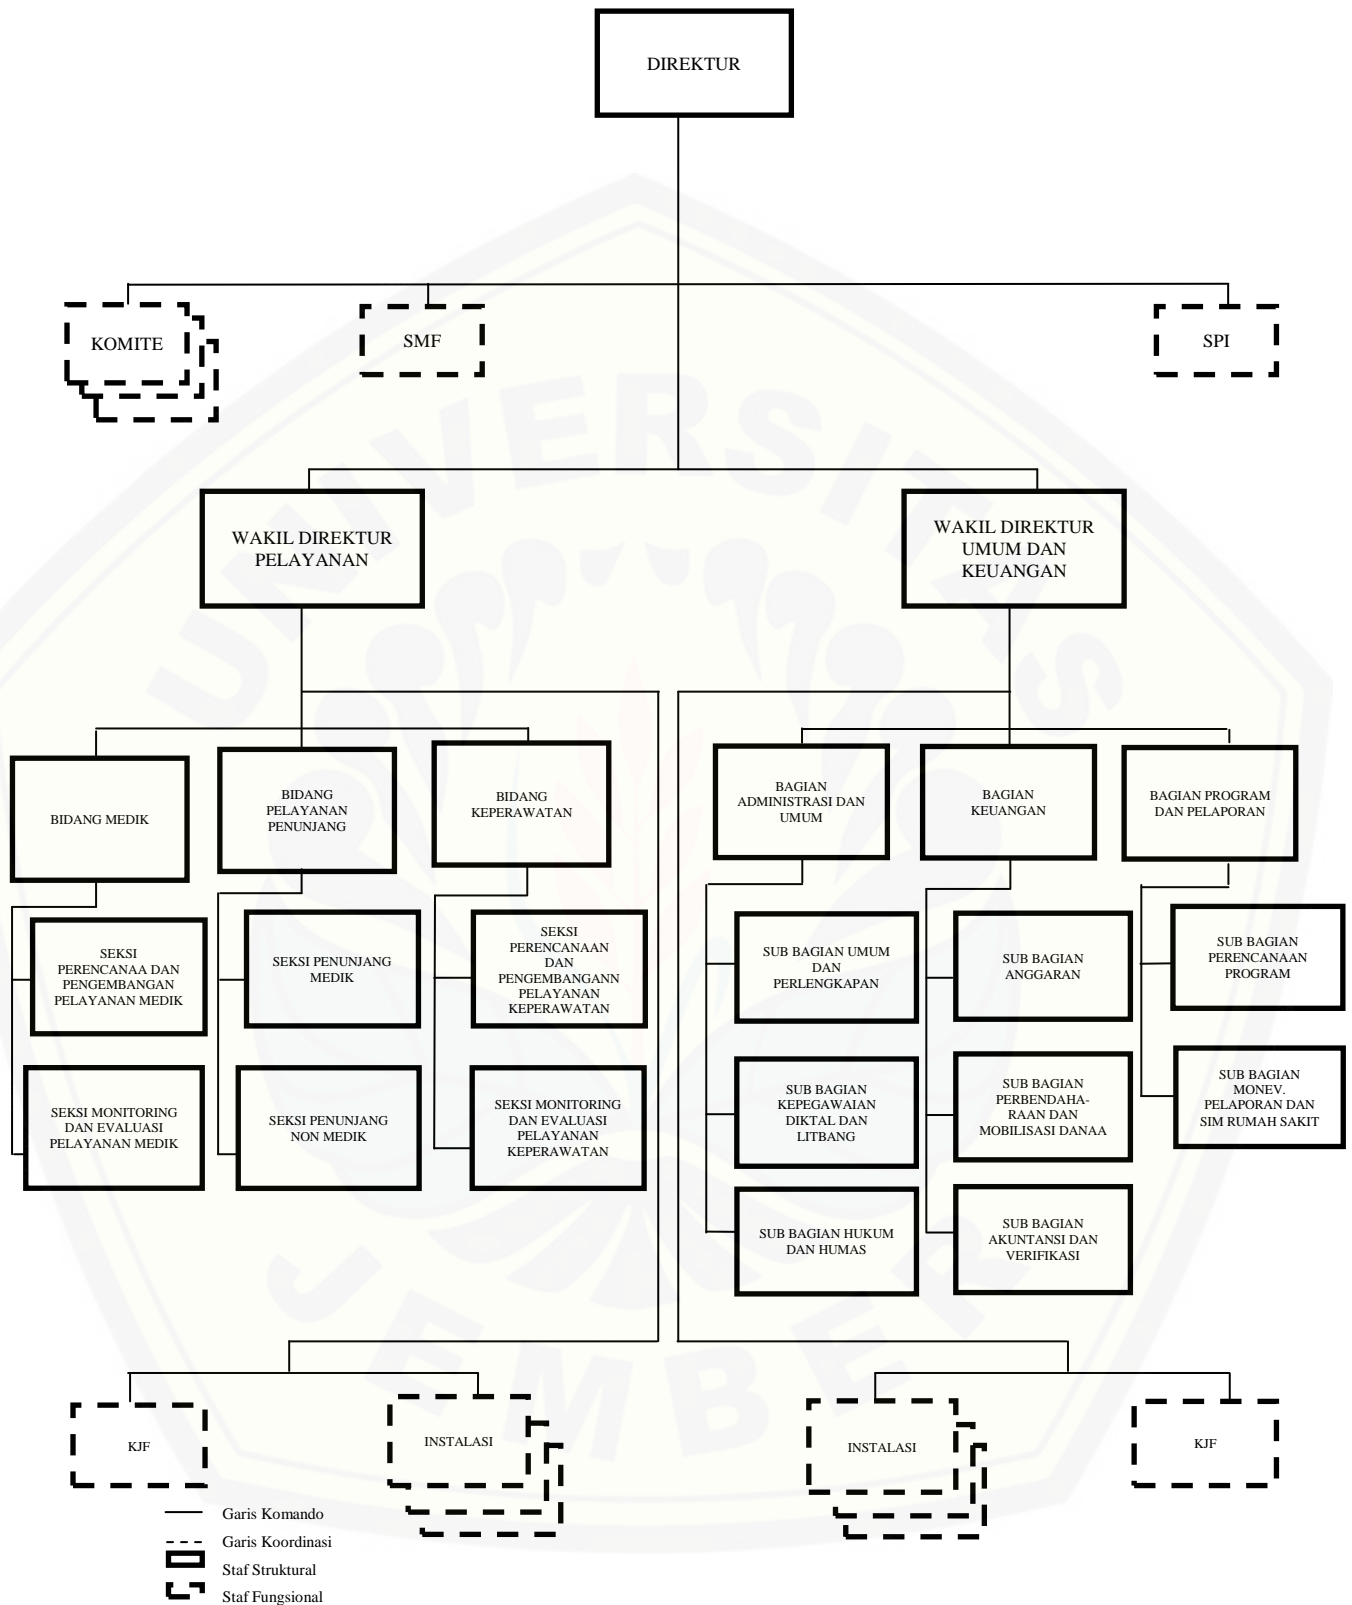 DIREKTUR
KOMITE
SMF
SPI
WAKIL DIREKTUR
PELAYANAN
WAKIL DIREKTUR
UMUM DAN
KEUANGAN
BIDANG MEDIK
BIDANG
PELAYANAN
PENUNJANG
BIDANG
KEPERAWATAN
BAGIAN
ADMINISTRASI DAN
UMUM
BAGIAN
KEUANGAN
BAGIAN PROGRAM
DAN PELAPORAN
SEKSI
PERENCANAA DAN
PENGEMBANGAN
PELAYANAN MEDIK
SEKSI PENUNJANG
MEDIK
SEKSI
PERENCANAAN
DAN
PENGEMBANGANN
PELAYANAN
KEPERAWATAN
SUB BAGIAN UMUM
DAN
PERLENGKAPAN
SUB BAGIAN
ANGGARAN
SUB BAGIAN
PERENCANAAN
PROGRAM
SEKSI MONITORING
DAN EVALUASI
PELAYANAN MEDIK
SEKSI PENUNJANG
NON MEDIK
SEKSI MONITORING
DAN EVALUASI
PELAYANAN
KEPERAWATAN
SUB BAGIAN
KEPEGAWAIAN
DIKTAL DAN
LITBANG
SUB BAGIAN
PERBENDAHA-
RAAN DAN
MOBILISASI DANAA
SUB BAGIAN
MONEV.
PELAPORAN DAN
SIM RUMAH SAKIT
SUB BAGIAN HUKUM
DAN HUMAS
SUB BAGIAN
AKUNTANSI DAN
VERIFIKASI
KJF
INSTALASI
INSTALASI
KJF
Garis Komando
Garis Koordinasi
Staf Struktural
Staf Fungsional
UNIVERSITAS
JEMBER